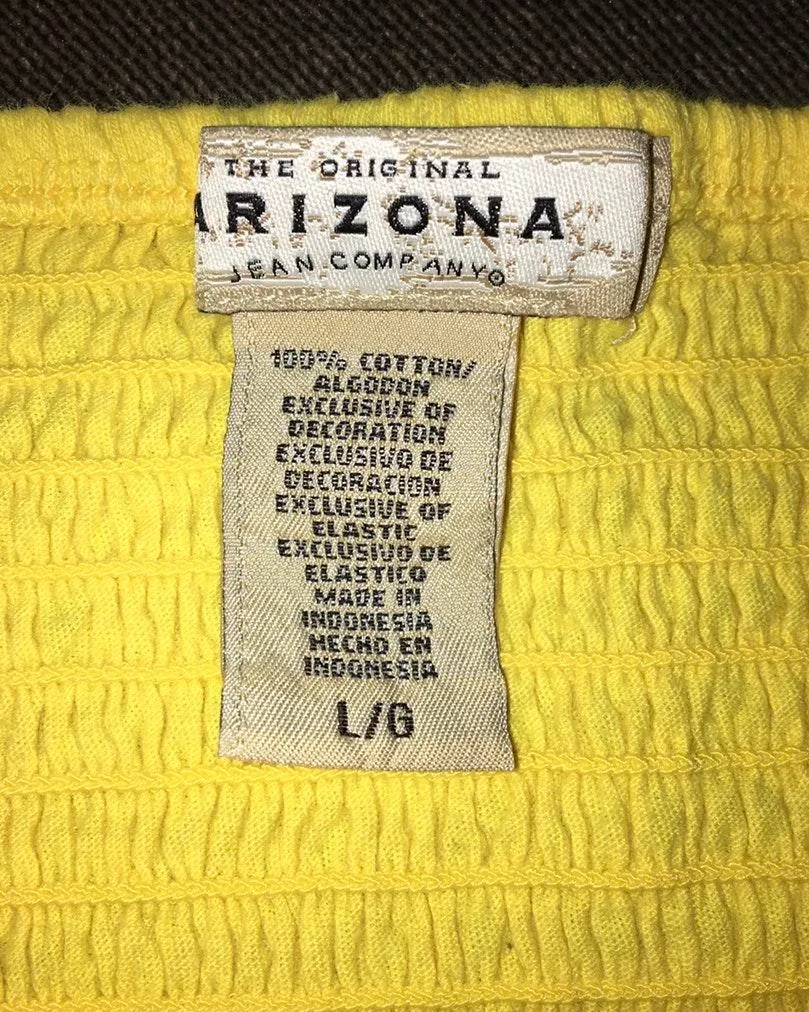 THE ORIGINAL
ARIZONA
JEAN COMPANY®
100% COTTON/
ALGODON
EXCLUSIVE OF
DECORATION
EXCLUSIVO DE
DECORACION
EXCLUSIVE OF
ELASTIC
EXCLUSIVO DE
ELASTICO
MADE IN
INDONESIA
HECHO EN
INDONESIA
L/G